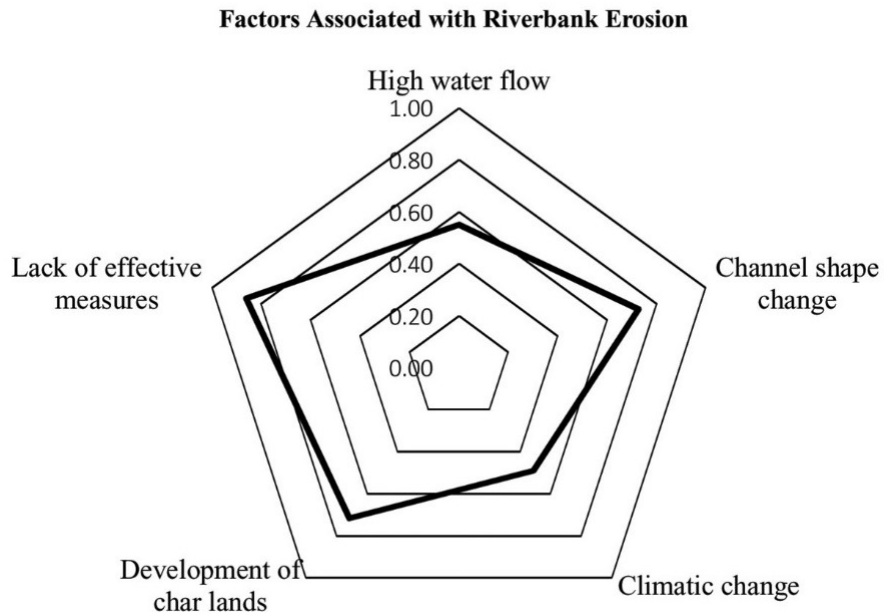 Factors Associated with Riverbank Erosion
High water flow
1.00
0.80
0.60
0.40
0.20
0.00
Lack of effective
measures
Channel shape
change
Development of
char lands
Climatic change